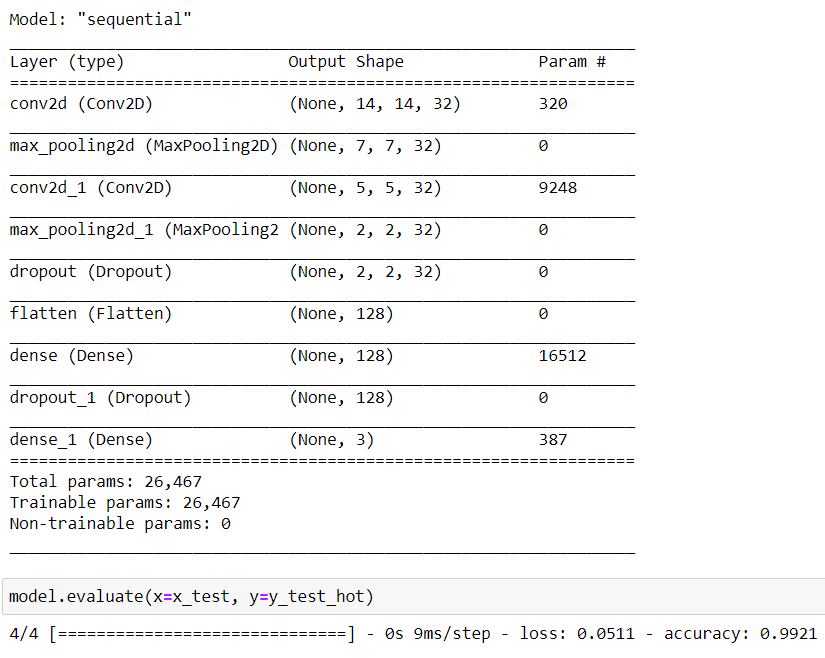 Model: "sequential"
_________________________________________________________________
Layer (type)                 Output Shape              Param #
=================================================================
conv2d (Conv2D)              (None, 14, 14, 32)        320
_________________________________________________________________
max_pooling2d (MaxPooling2D) (None, 7, 7, 32)          0
_________________________________________________________________
conv2d_1 (Conv2D)            (None, 5, 5, 32)          9248
_________________________________________________________________
max_pooling2d_1 (MaxPooling2 (None, 2, 2, 32)          0
_________________________________________________________________
dropout (Dropout)            (None, 2, 2, 32)          0
_________________________________________________________________
flatten (Flatten)            (None, 128)               0
_________________________________________________________________
dense (Dense)                (None, 128)               16512
_________________________________________________________________
dropout_1 (Dropout)          (None, 128)               0
_________________________________________________________________
dense_1 (Dense)              (None, 3)                 387
=================================================================
Total params: 26,467
Trainable params: 26,467
Non-trainable params: 0
_________________________________________________________________
model.evaluate(x=x_test, y=y_test_hot)
4/4 [==============================] - 0s 9ms/step - loss: 0.0511 - accuracy: 0.9921